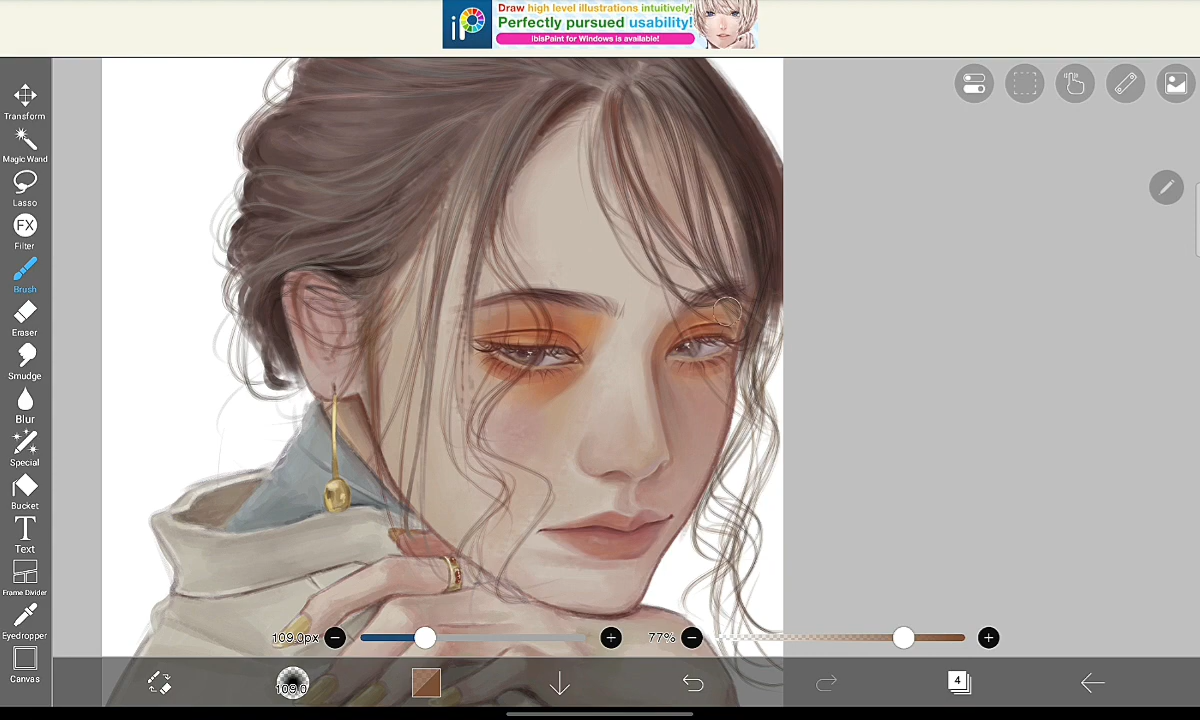 Draw high level illustrations intuitively!
iP
Perfectly pursued usability!
ibisPaint for Windows is available!
Transform
Magic Wand
Lasso
FX
Filter
Brush
Eraser
Smudge
Blur
Special
Bucket
T
Text
Frame Divider
Eyedropper
Canvas
109.0px
77%
109.0
4